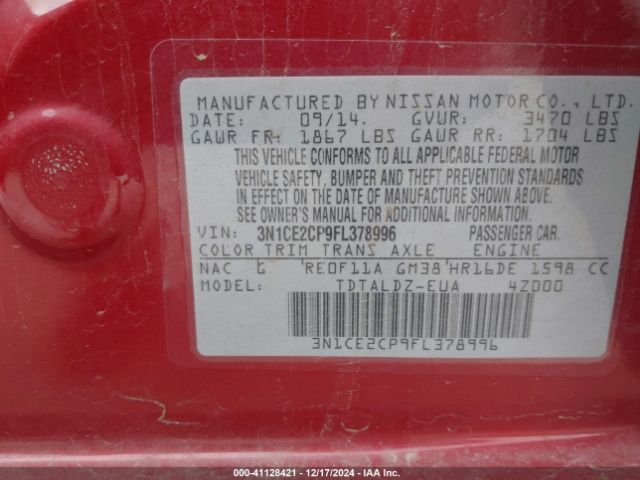 MANUFACTURED BY NISSAN MOTOR CO., LTD.
DATE: 09/14. GVWR: 3470 LBS
GAWR FR: 1867 LBS GAWR RR: 1704 LBS
THIS VEHICLE CONFORMS TO ALL APPLICABLE FEDERAL MOTOR
VEHICLE SAFETY, BUMPER AND THEFT PREVENTION STANDARDS
IN EFFECT ON THE DATE OF MANUFACTURE SHOWN ABOVE.
SEE OWNER'S MANUAL FOR ADDITIONAL INFORMATION.
VIN: 3N1CE2CP9FL378996 PASSENGER CAR.
COLOR TRIM TRANS AXLE ENGINE
NAC G RE0F11A GM38 HR16DE 1598 CC
MODEL: TDTALDZ-EUA 4Z000
3N1CE2CP9FL378996
000-41128421 - 12/17/2024 - IAA Inc.